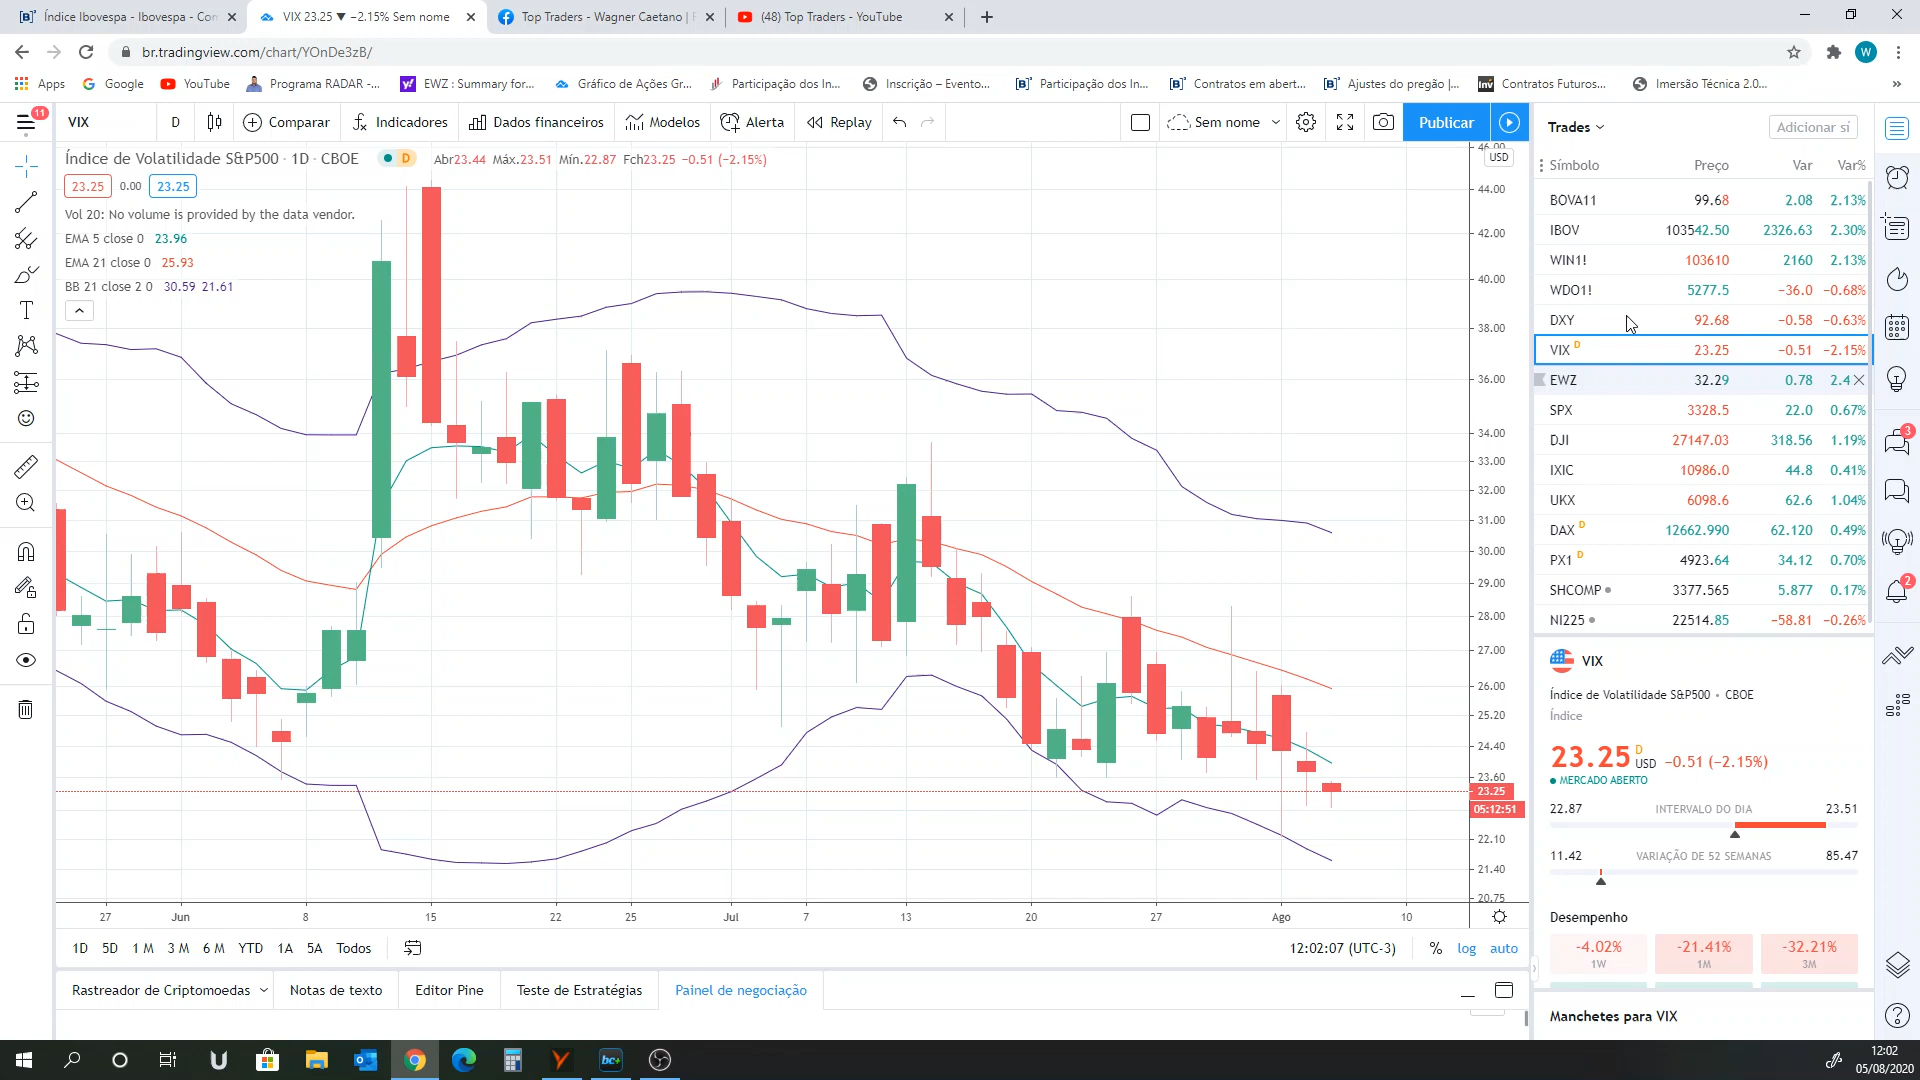 Índice Ibovespa - Ibovespa - Con
VIX 23.25 ▼ −2.15% Sem nome
Top Traders - Wagner Caetano |
(48) Top Traders - YouTube
br.tradingview.com/chart/YOnDe3zB/
W
Apps
Google
YouTube
Programa RADAR -...
EWZ : Summary for...
Gráfico de Ações Gr...
Participação dos In...
Inscrição – Evento...
Participação dos In...
Contratos em abert...
Ajustes do pregão |...
Contratos Futuros...
Imersão Técnica 2.0...
11
VIX
D
Comparar
Indicadores
Dados financeiros
Modelos
Alerta
Replay
Sem nome
Publicar
Índice de Volatilidade S&P500 · 1D · CBOE
D
Abr23.44 Máx.23.51 Mín.22.87 Fch23.25 −0.51 (−2.15%)
23.25 0.00 23.25
Vol 20: No volume is provided by the data vendor.
EMA 5 close 0 23.96
EMA 21 close 0 25.93
BB 21 close 2 0 30.59 21.61
46.00
USD
44.00
42.00
40.00
38.00
36.00
34.00
33.00
32.00
31.00
30.00
29.00
28.00
27.00
26.00
25.20
24.40
23.60
23.25
05:12:51
22.10
21.40
20.75
27 Jun 8 15 22 25 Jul 7 13 20 27 Ago 10
1D 5D 1 M 3 M 6 M YTD 1A 5A Todos
12:02:07 (UTC-3) % log auto
Rastreador de Criptomoedas
Notas de texto
Editor Pine
Teste de Estratégias
Painel de negociação
Trades
Adicionar sí
Símbolo Preço Var Var%
BOVA11 99.68 2.08 2.13%
IBOV 103542.50 2326.63 2.30%
WIN1! 103610 2160 2.13%
WDO1! 5277.5 −36.0 −0.68%
DXY 92.68 −0.58 −0.63%
VIX D 23.25 −0.51 −2.15%
EWZ 32.29 0.78 2.4
SPX 3328.5 22.0 0.67%
DJI 27147.03 318.56 1.19%
IXIC 10986.0 44.8 0.41%
UKX 6098.6 62.6 1.04%
DAX D 12662.990 62.120 0.49%
PX1 D 4923.64 34.12 0.70%
SHCOMP 3377.565 5.877 0.17%
NI225 22514.85 −58.81 −0.26%
VIX
Índice de Volatilidade S&P500 • CBOE
Índice
23.25 D USD −0.51 (−2.15%)
MERCADO ABERTO
22.87 INTERVALO DO DIA 23.51
11.42 VARIAÇÃO DE 52 SEMANAS 85.47
Desempenho
-4.02% -21.41% -32.21%
1W 1M 3M
Manchetes para VIX
3
2
12:02
05/08/2020